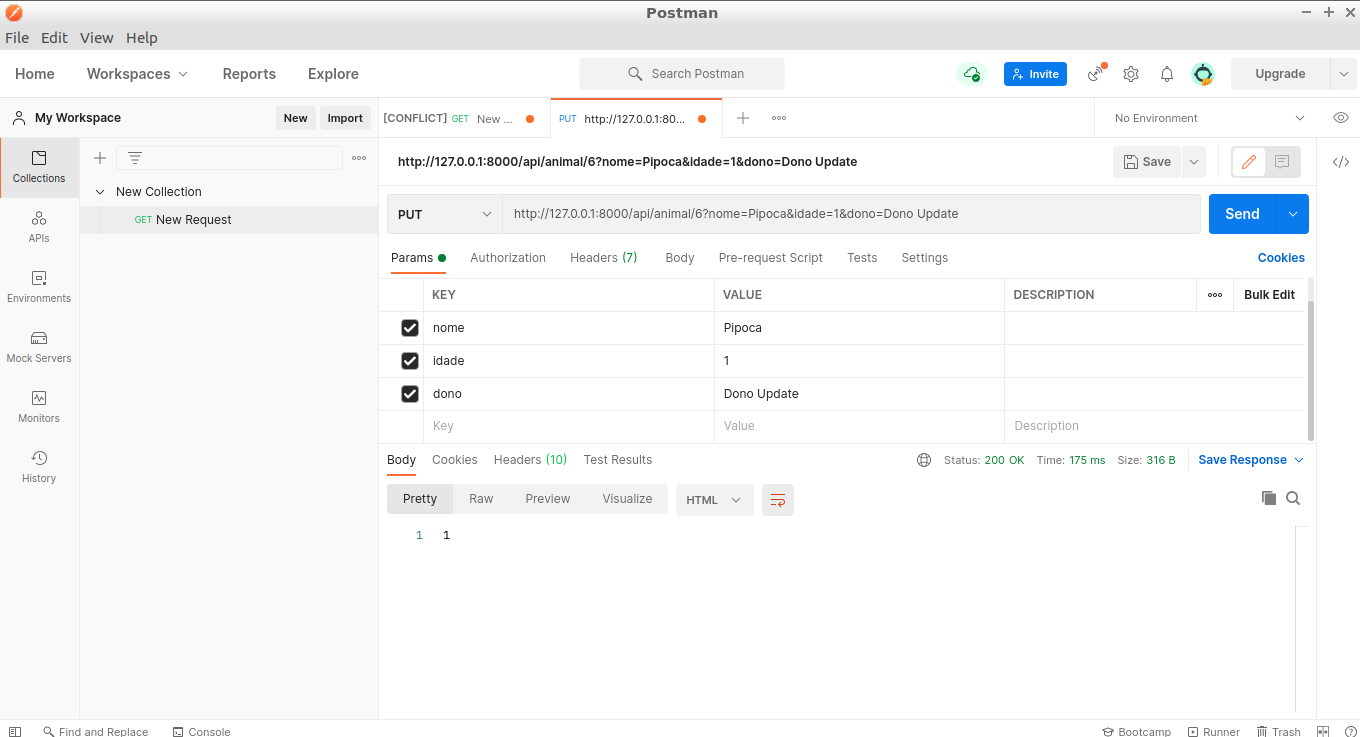 Postman
File Edit View Help
Home Workspaces Reports Explore Search Postman Invite Upgrade
My Workspace New Import [CONFLICT] GET New ... PUT http://127.0.0.1:80... No Environment
Collections
APIs
Environments
Mock Servers
Monitors
History
New Collection
GET New Request
http://127.0.0.1:8000/api/animal/6?nome=Pipoca&idade=1&dono=Dono Update Save
PUT http://127.0.0.1:8000/api/animal/6?nome=Pipoca&idade=1&dono=Dono Update Send
Params Authorization Headers (7) Body Pre-request Script Tests Settings Cookies
KEY VALUE DESCRIPTION Bulk Edit
nome Pipoca
idade 1
dono Dono Update
Key Value Description
Body Cookies Headers (10) Test Results Status: 200 OK Time: 175 ms Size: 316 B Save Response
Pretty Raw Preview Visualize HTML
1 1
Find and Replace Console Bootcamp Runner Trash